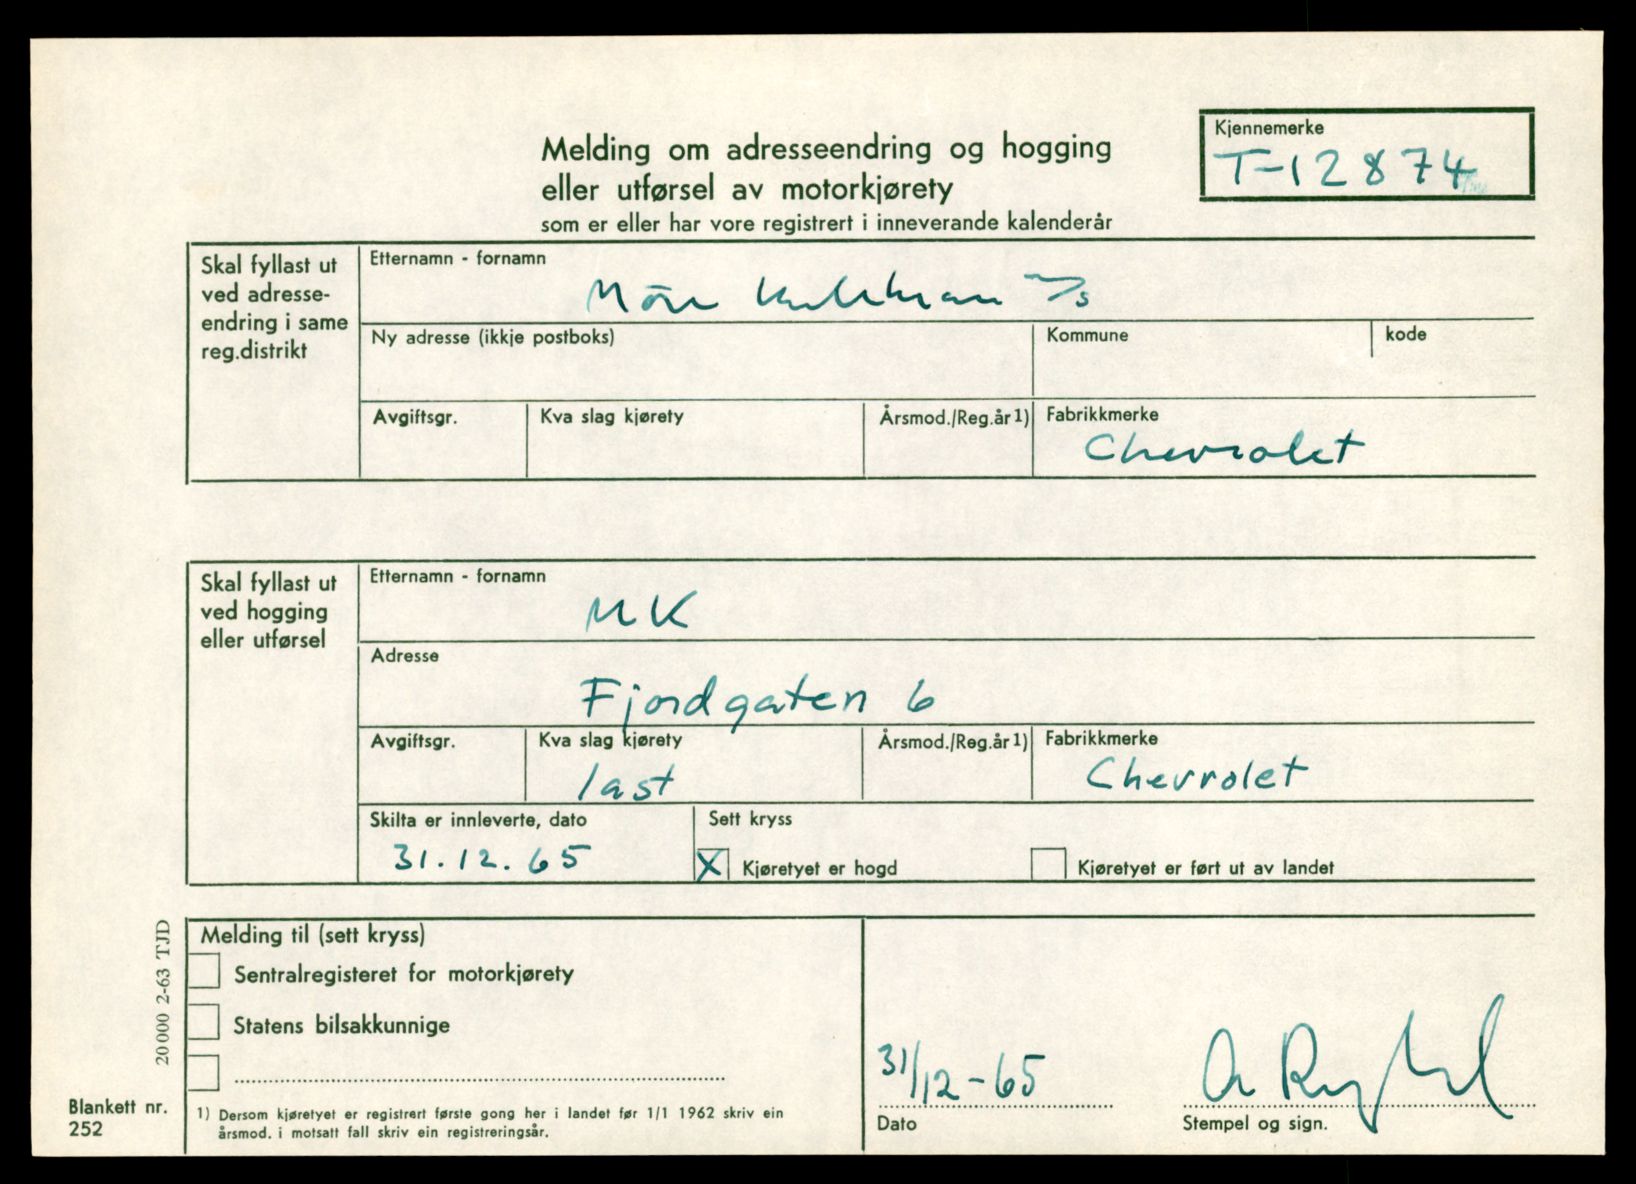 Melding om adresseendring og hogging
eller utførsel av motorkjørety
som er eller har vore registrert i inneverande kalenderår
Kjennemerke
T-12874
Skal fyllast ut
ved adresse-
endring i same
reg.distrikt
Etternamn - fornamn
Ny adresse (ikkje postboks)
Kommune
kode
Avgiftsgr.
Kva slag kjørety
Årsmod./Reg.år 1)
Fabrikkmerke
Chevrolet
Skal fyllast ut
ved hogging
eller utførsel
Etternamn - fornamn
MK
Adresse
Fjordgaten 6
Avgiftsgr.
Kva slag kjørety
last
Årsmod./Reg.år 1)
Fabrikkmerke
Chevrolet
Skilta er innleverte, dato
31.12.65
Sett kryss
X Kjøretyet er hogd
Kjøretyet er ført ut av landet
Melding til (sett kryss)
Sentralregisteret for motorkjørety
Statens bilsakkunnige
1) Dersom kjøretyet er registrert første gong her i landet før 1/1 1962 skriv ein
årsmod. i motsatt fall skriv ein registreringsår.
31/12-65
Dato
Stempel og sign.
20000 2-63 TJD
Blankett nr.
252